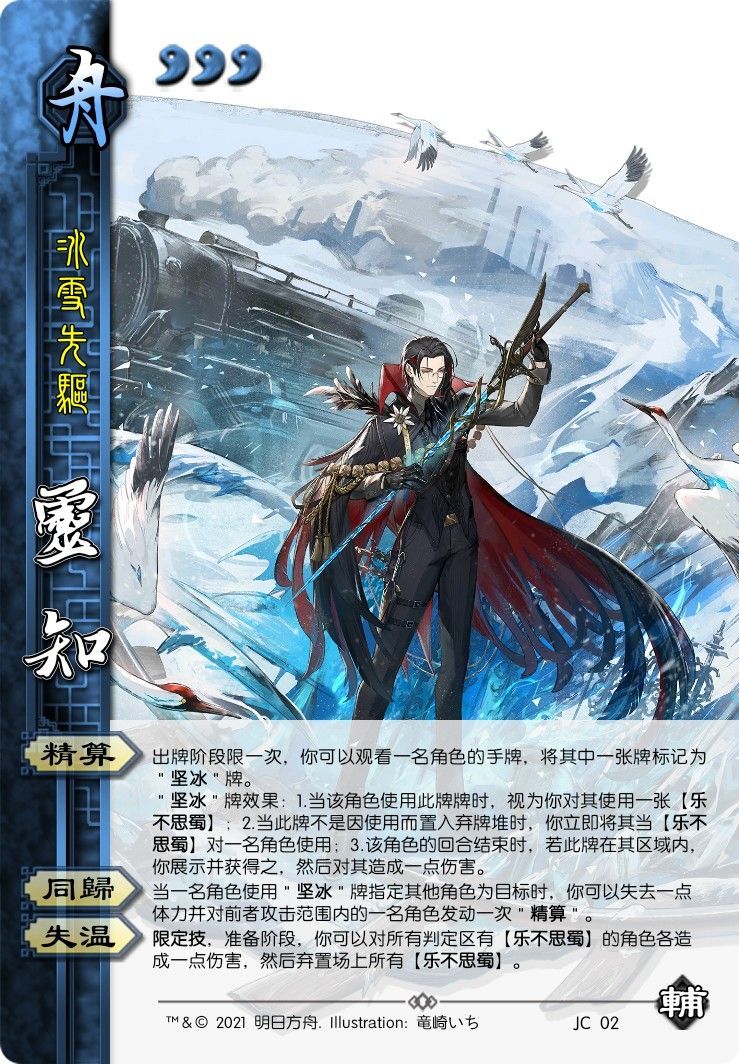 舟
冰雪先驅
靈知
精算
出牌阶段限一次，你可以观看一名角色的手牌，将其中一张牌标记为
"坚冰"牌。
"坚冰"牌效果：1.当该角色使用此牌牌时，视为你对其使用一张【乐
不思蜀】；2.当此牌不是因使用而置入弃牌堆时，你立即将其当【乐不思
蜀】对一名角色使用；3.该角色的回合结束时，若此牌在其区域内，
你展示并获得之，然后对其造成一点伤害。
同歸
当一名角色使用"坚冰"牌指定其他角色为目标时，你可以失去一点
体力并对前者攻击范围内的一名角色发动一次"精算"。
失温
限定技，准备阶段，你可以对所有判定区有【乐不思蜀】的角色各造
成一点伤害，然后弃置场上所有【乐不思蜀】。
™&© 2021 明日方舟. Illustration: 竜崎いち
JC 02
輔